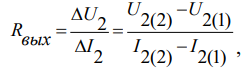 R_вых = ΔU_2 / ΔI_2 = (U_2(2) − U_2(1)) / (I_2(2) − I_2(1)) ,